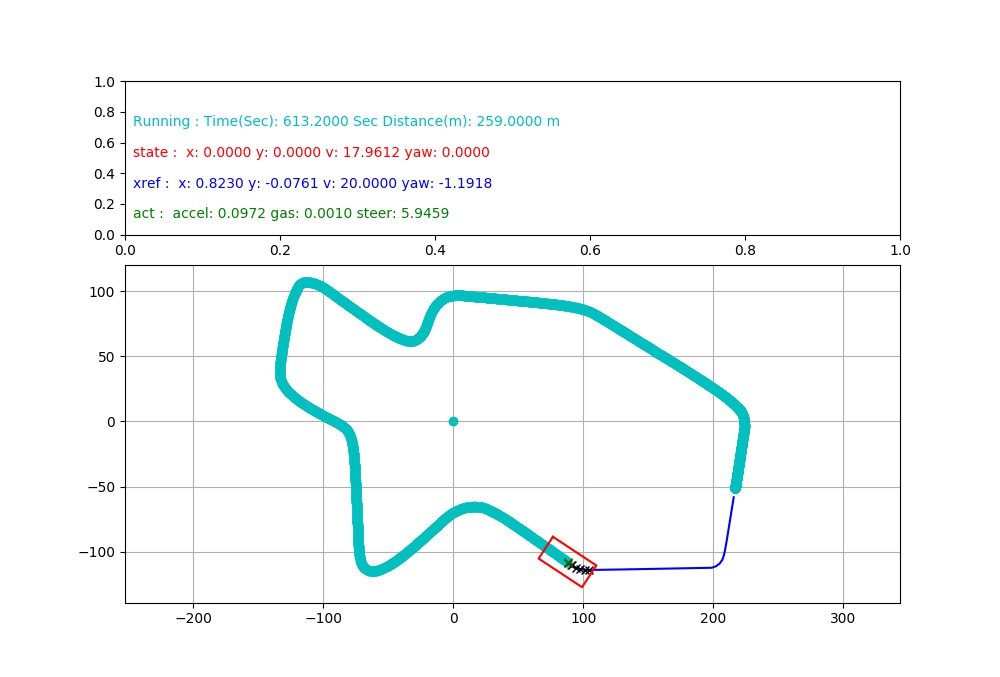 1.0
0.8
0.6
0.4
0.2
0.0
Running : Time(Sec): 613.2000 Sec Distance(m): 259.0000 m
state :  x: 0.0000 y: 0.0000 v: 17.9612 yaw: 0.0000
xref :  x: 0.8230 y: -0.0761 v: 20.0000 yaw: -1.1918
act :  accel: 0.0972 gas: 0.0010 steer: 5.9459
0.0 0.2 0.4 0.6 0.8 1.0
100
50
0
−50
−100
−200 −100 0 100 200 300